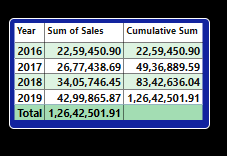 Year Sum of Sales Cumulative Sum
2016 22,59,450.90 22,59,450.90
2017 26,77,438.69 49,36,889.59
2018 34,05,746.45 83,42,636.04
2019 42,99,865.87 1,26,42,501.91
Total 1,26,42,501.91